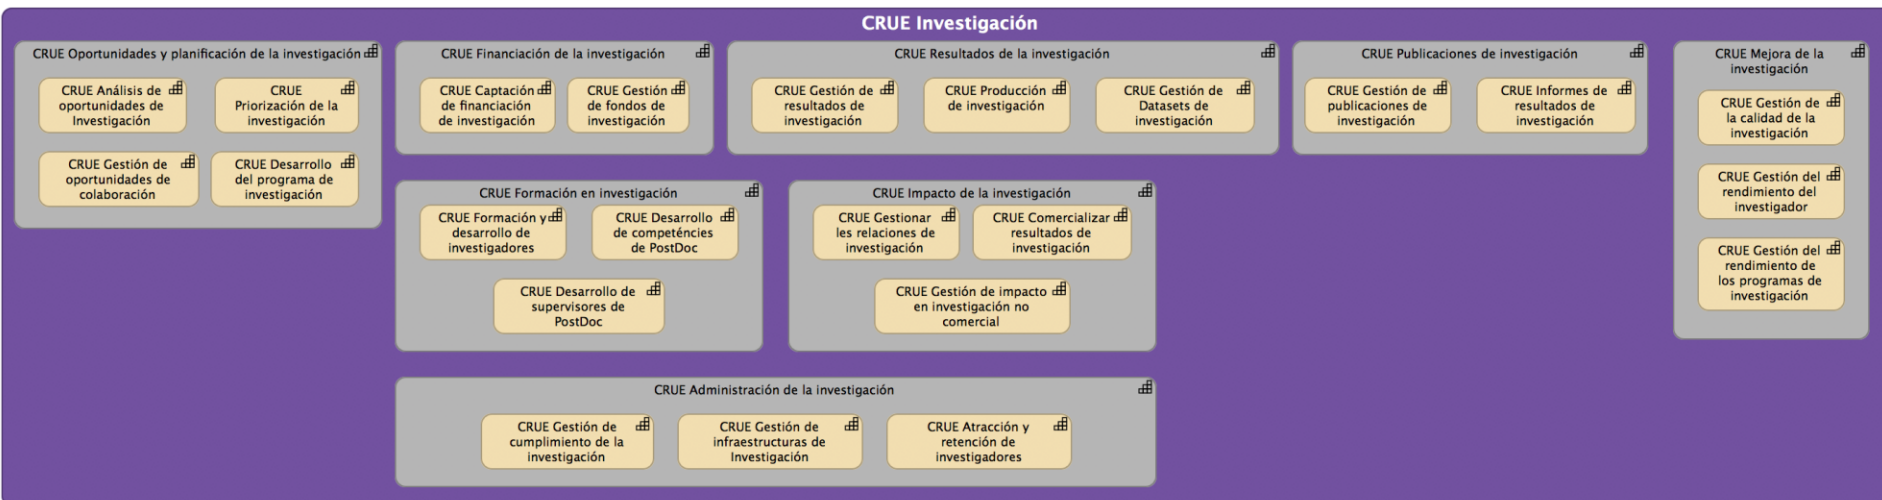 CRUE Investigación
CRUE Oportunidades y planificación de la investigación
CRUE Análisis de
oportunidades de
Investigación
CRUE
Priorización de la
investigación
CRUE Gestión de
oportunidades de
colaboración
CRUE Desarrollo
del programa de
investigación
CRUE Financiación de la investigación
CRUE Captación
de financiación
de investigación
CRUE Gestión
de fondos de
investigación
CRUE Resultados de la investigación
CRUE Gestión de
resultados de
investigación
CRUE Producción
de investigación
CRUE Gestión de
Datasets de
investigación
CRUE Publicaciones de investigación
CRUE Gestión de
publicaciones de
investigación
CRUE Informes de
resultados de
investigación
CRUE Mejora de la
investigación
CRUE Gestión de
la calidad de la
investigación
CRUE Gestión del
rendimiento del
investigador
CRUE Gestión del
rendimiento de
los programas de
investigación
CRUE Formación en investigación
CRUE Formación y
desarrollo de
investigadores
CRUE Desarrollo
de competéncies
de PostDoc
CRUE Desarrollo de
supervisores de
PostDoc
CRUE Impacto de la investigación
CRUE Gestionar
les relaciones de
investigación
CRUE Comercializar
resultados de
investigación
CRUE Gestión de impacto
en investigación no
comercial
CRUE Administración de la investigación
CRUE Gestión de
cumplimiento de la
investigación
CRUE Gestión de
infraestructuras de
Investigación
CRUE Atracción y
retención de
investigadores